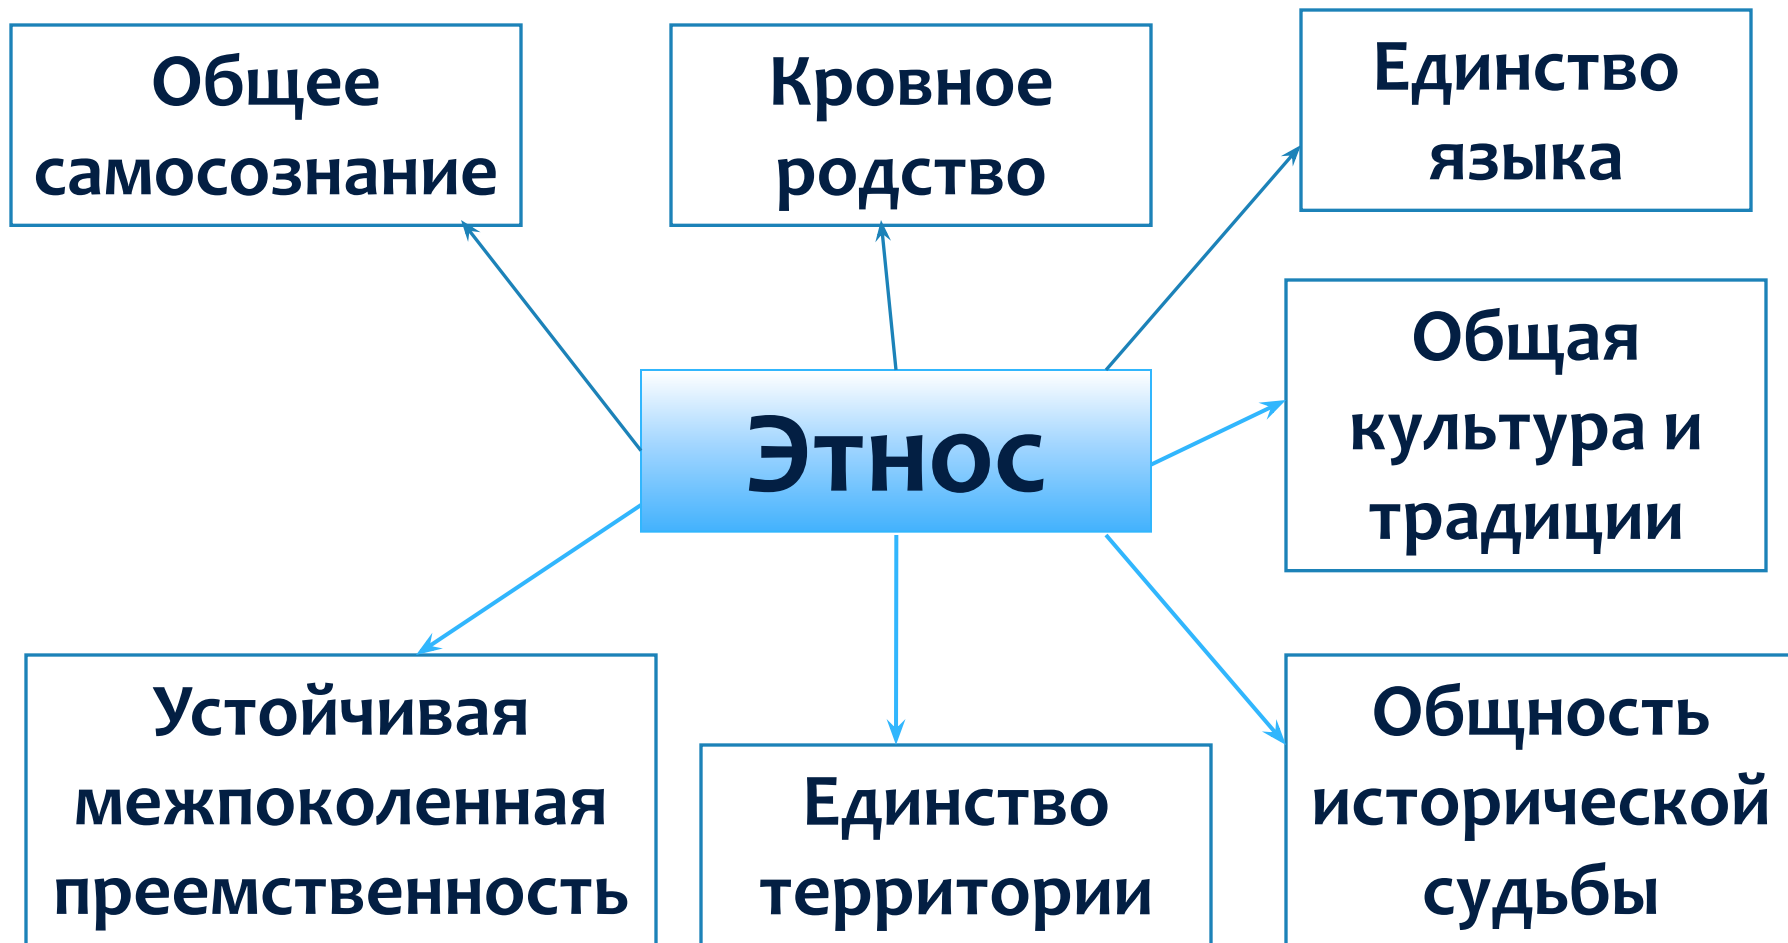 Общее
самосознание
Кровное
родство
Единство
языка
Общая
культура и
традиции
Этнос
Устойчивая
межпоколенная
преемственность
Единство
территории
Общность
исторической
судьбы